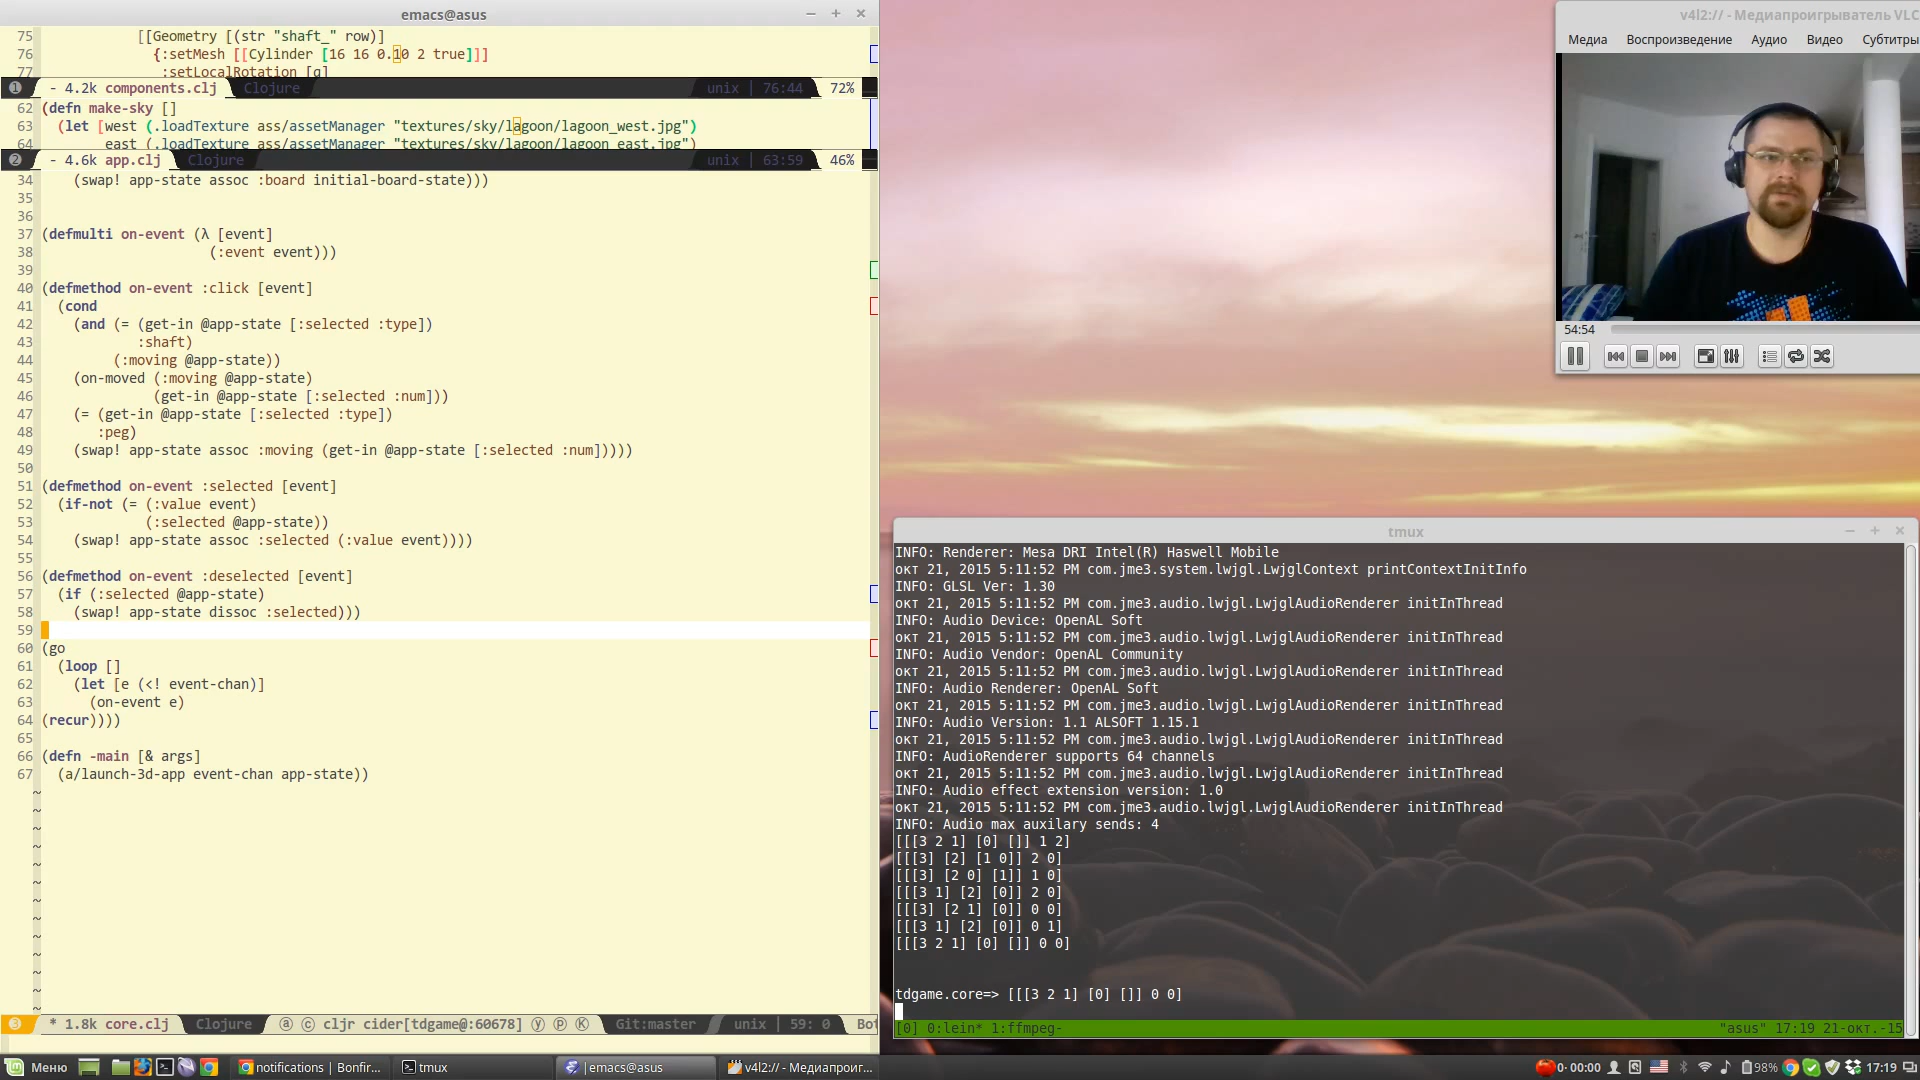 emacs@asus
75 [[Geometry [(str "shaft_" row)]
76 {:setMesh [[Cylinder [16 16 0.10 2 true]]]
77 :setLocalRotation [q]
1 - 4.2k components.clj Clojure unix | 76:44 72%
62 (defn make-sky []
63 (let [west (.loadTexture ass/assetManager "textures/sky/lagoon/lagoon_west.jpg")
64 east (.loadTexture ass/assetManager "textures/sky/lagoon/lagoon_east.jpg")
2 - 4.6k app.clj Clojure unix | 63:59 46%
34 (swap! app-state assoc :board initial-board-state)))
35
36
37 (defmulti on-event (λ [event]
38 (:event event)))
39
40 (defmethod on-event :click [event]
41 (cond
42 (and (= (get-in @app-state [:selected :type])
43 :shaft)
44 (:moving @app-state))
45 (on-moved (:moving @app-state)
46 (get-in @app-state [:selected :num]))
47 (= (get-in @app-state [:selected :type])
48 :peg)
49 (swap! app-state assoc :moving (get-in @app-state [:selected :num]))))
50
51 (defmethod on-event :selected [event]
52 (if-not (= (:value event)
53 (:selected @app-state))
54 (swap! app-state assoc :selected (:value event))))
55
56 (defmethod on-event :deselected [event]
57 (if (:selected @app-state)
58 (swap! app-state dissoc :selected)))
59
60 (go
61 (loop []
62 (let [e (<! event-chan)]
63 (on-event e)
64 (recur))))
65
66 (defn -main [& args]
67 (a/launch-3d-app event-chan app-state))
3 * 1.8k core.clj Clojure ⓐ ⓒ cljr cider[tdgame@:60678] ⓨ ⓟ Ⓚ Git:master unix | 59: 0 Bot
v4l2:// - Медиапроигрыватель VLC
Медиа Воспроизведение Аудио Видео Субтитры
54:54
tmux
INFO: Renderer: Mesa DRI Intel(R) Haswell Mobile
окт 21, 2015 5:11:52 PM com.jme3.system.lwjgl.LwjglContext printContextInitInfo
INFO: GLSL Ver: 1.30
окт 21, 2015 5:11:52 PM com.jme3.audio.lwjgl.LwjglAudioRenderer initInThread
INFO: Audio Device: OpenAL Soft
окт 21, 2015 5:11:52 PM com.jme3.audio.lwjgl.LwjglAudioRenderer initInThread
INFO: Audio Vendor: OpenAL Community
окт 21, 2015 5:11:52 PM com.jme3.audio.lwjgl.LwjglAudioRenderer initInThread
INFO: Audio Renderer: OpenAL Soft
окт 21, 2015 5:11:52 PM com.jme3.audio.lwjgl.LwjglAudioRenderer initInThread
INFO: Audio Version: 1.1 ALSOFT 1.15.1
окт 21, 2015 5:11:52 PM com.jme3.audio.lwjgl.LwjglAudioRenderer initInThread
INFO: AudioRenderer supports 64 channels
окт 21, 2015 5:11:52 PM com.jme3.audio.lwjgl.LwjglAudioRenderer initInThread
INFO: Audio effect extension version: 1.0
окт 21, 2015 5:11:52 PM com.jme3.audio.lwjgl.LwjglAudioRenderer initInThread
INFO: Audio max auxilary sends: 4
[[[3 2 1] [0] []] 1 2]
[[[3] [2] [1 0]] 2 0]
[[[3] [2 0] [1]] 1 0]
[[[3 1] [2] [0]] 2 0]
[[[3] [2 1] [0]] 0 0]
[[[3 1] [2] [0]] 0 1]
[[[3 2 1] [0] []] 0 0]
tdgame.core=> [[[3 2 1] [0] []] 0 0]
[0] 0:lein* 1:ffmpeg- "asus" 17:19 21-окт.-15
Меню notifications | Bonfir... tmux emacs@asus v4l2:// - Медиапроиг... 0· 00:00 98% 17:19